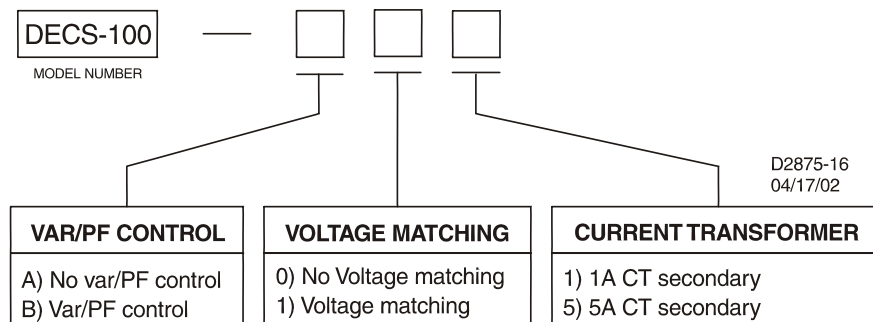 DECS-100
MODEL NUMBER
D2875-16
04/17/02
VAR/PF CONTROL
A) No var/PF control
B) Var/PF control
VOLTAGE MATCHING
0) No Voltage matching
1) Voltage matching
CURRENT TRANSFORMER
1) 1A CT secondary
5) 5A CT secondary